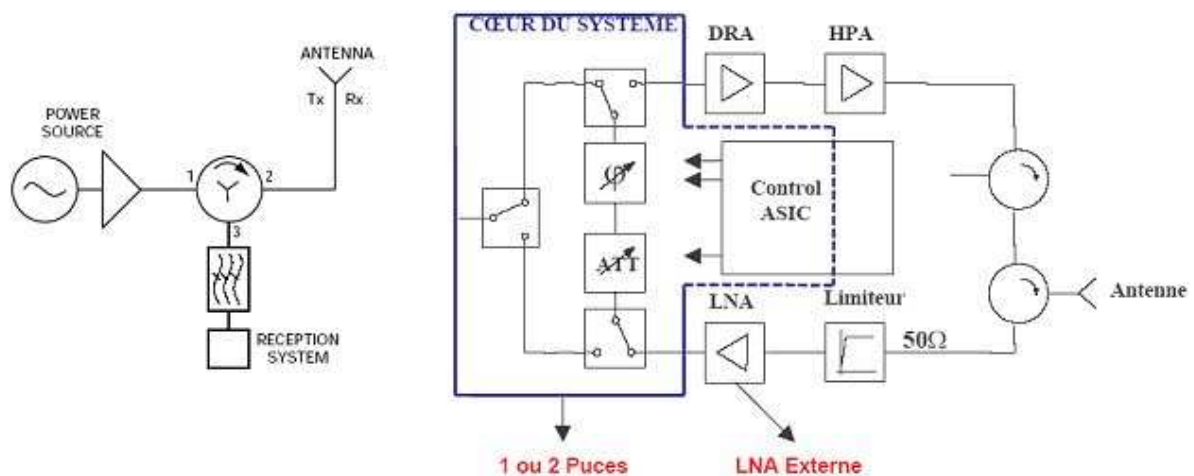 ANTENNA
Tx Rx
POWER
SOURCE
1
2
3
RECEPTION
SYSTEM
CŒUR DU SYSTEME
DRA
HPA
φ
ATT
Control
ASIC
LNA
Limiteur
50Ω
Antenne
1 ou 2 Puces
LNA Externe